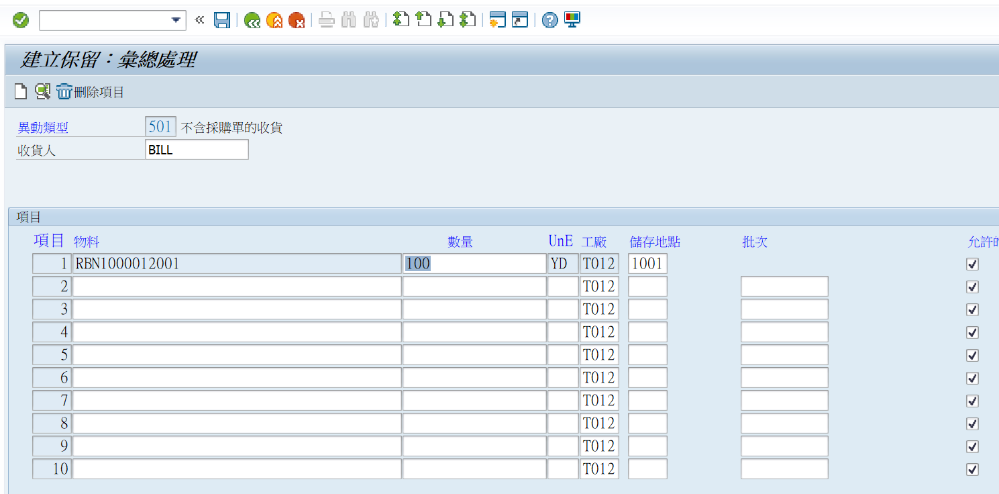 建立保留：彙總處理
刪除項目
異動類型 501 不含採購單的收貨
收貨人 BILL
項目
項目 物料 數量 UnE 工廠 儲存地點 批次 允許的
1 RBN1000012001 100 YD T012 1001
2 T012
3 T012
4 T012
5 T012
6 T012
7 T012
8 T012
9 T012
10 T012